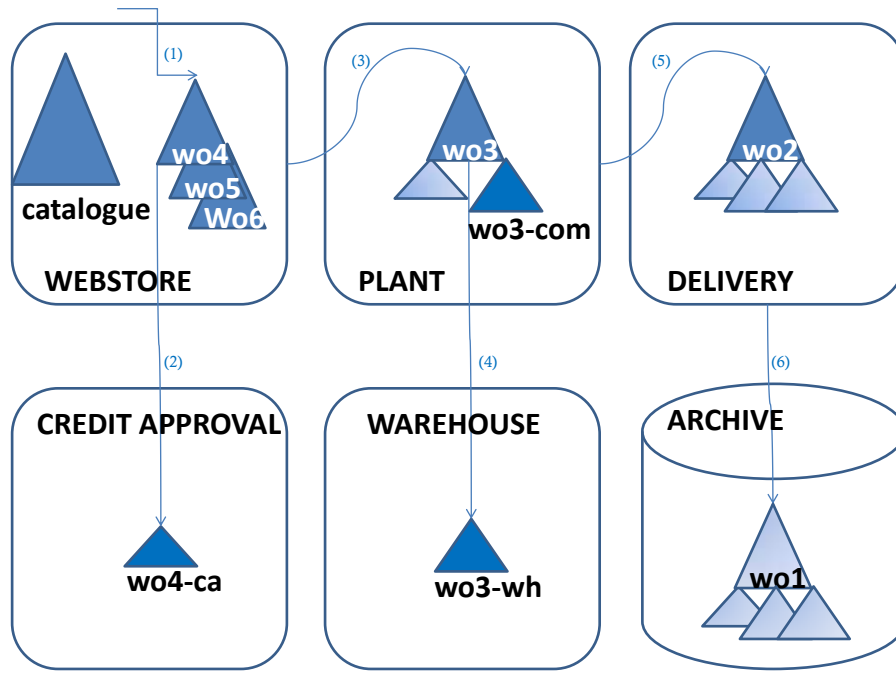 (1)
(3)
(5)
wo4
wo3
wo2
wo5
catalogue
Wo6
wo3-com
WEBSTORE
PLANT
DELIVERY
(2)
(4)
(6)
CREDIT APPROVAL
WAREHOUSE
ARCHIVE
wo4-ca
wo3-wh
wo1